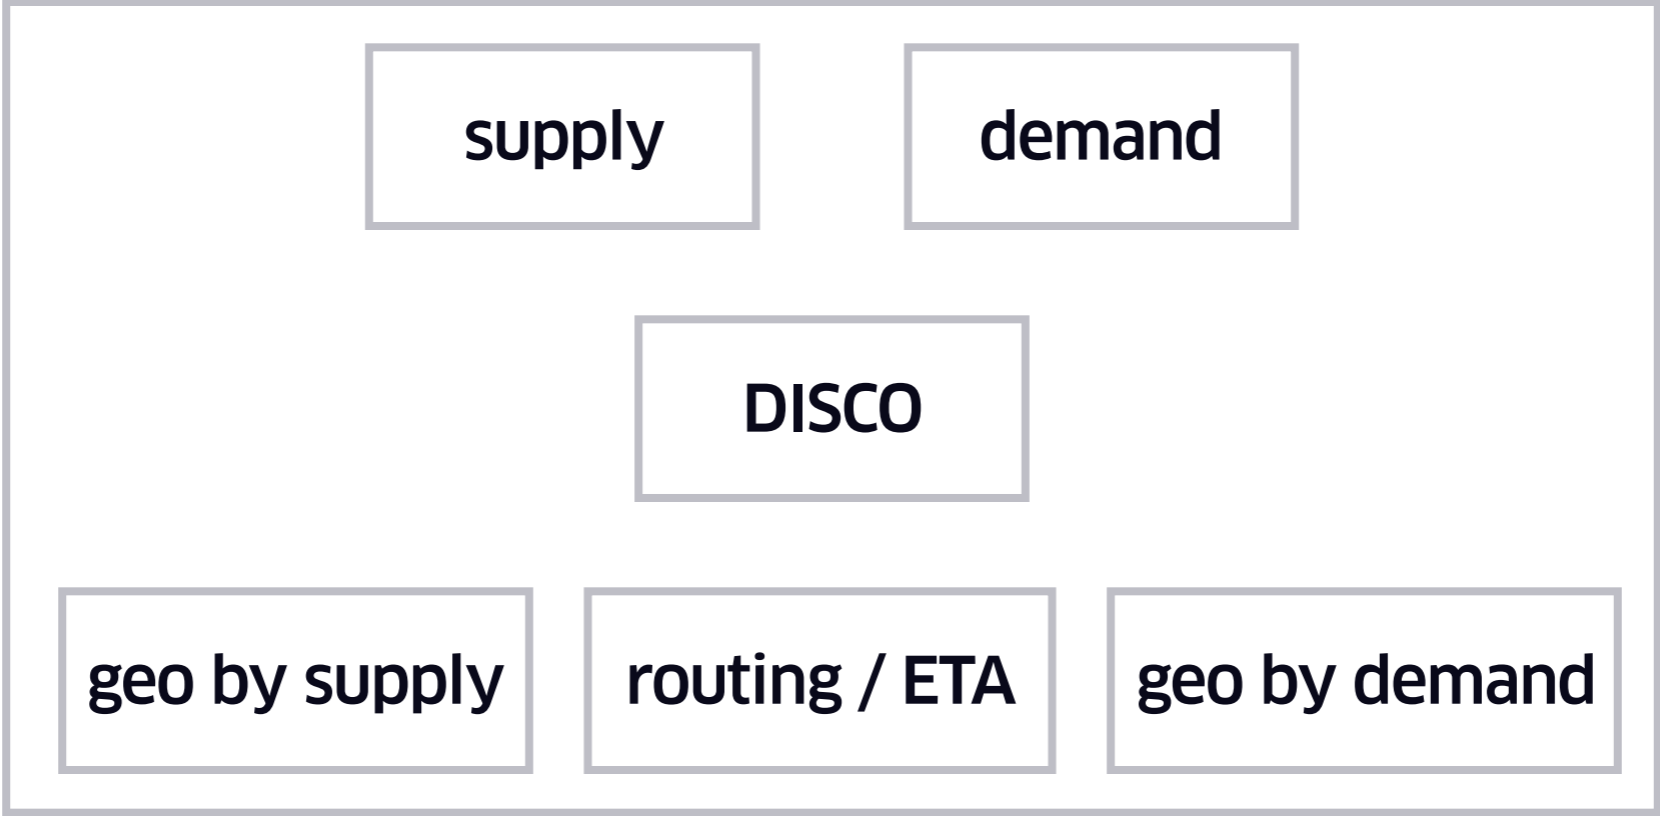 supply
demand
DISCO
geo by supply
routing / ETA
geo by demand